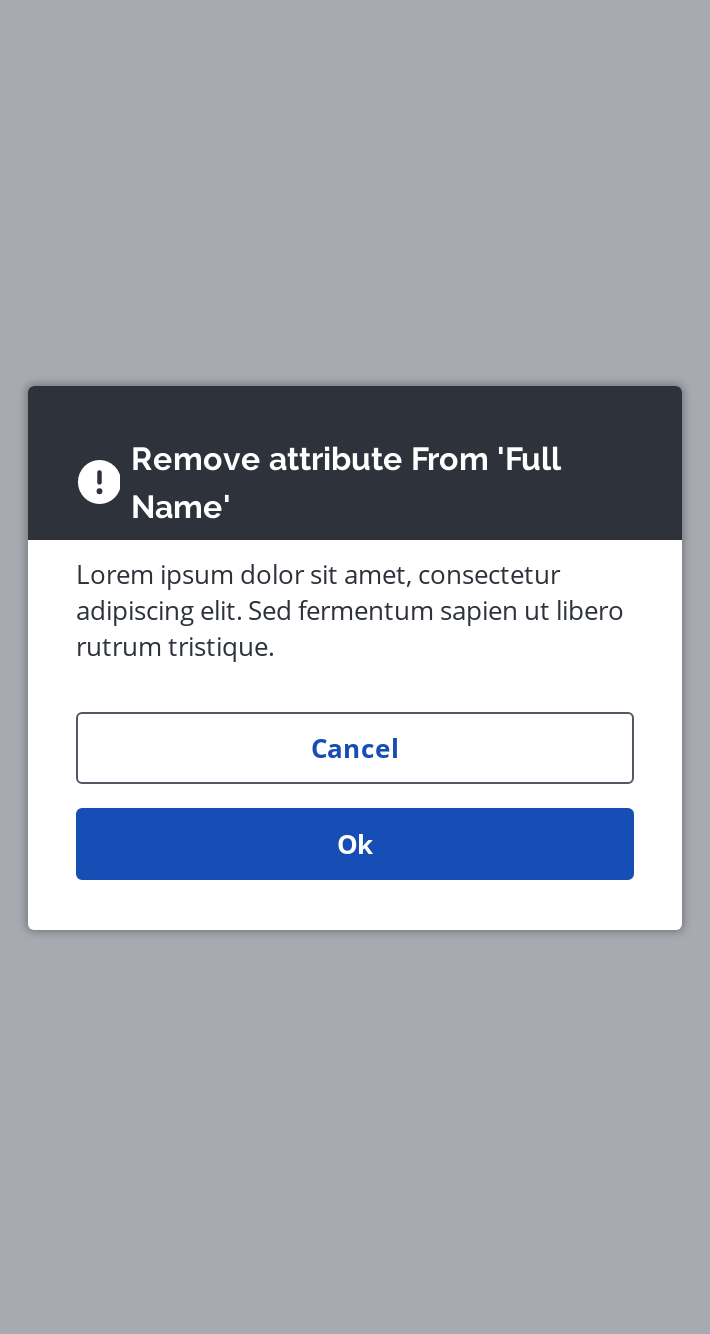 Remove attribute From 'Full
Name'
Lorem ipsum dolor sit amet, consectetur
adipiscing elit. Sed fermentum sapien ut libero
rutrum tristique.
Cancel
Ok